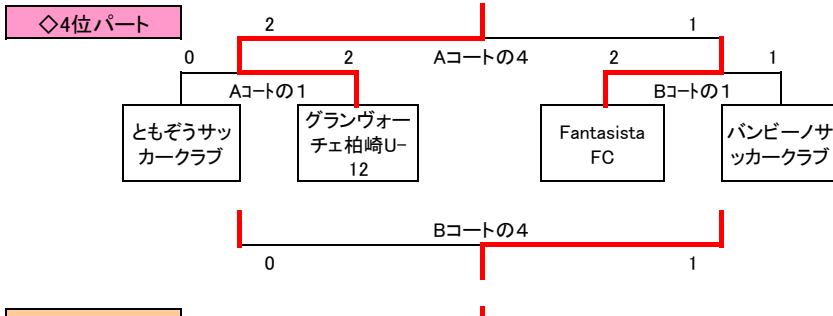 ◇4位パート
2
1
0
2
Aコートの4
2
1
Aコートの1
Bコートの1
ともぞうサッ
カークラブ
グランヴォー
チェ柏崎U-
12
Fantasista
FC
バンビーノサ
ッカークラブ
Bコートの4
0
1